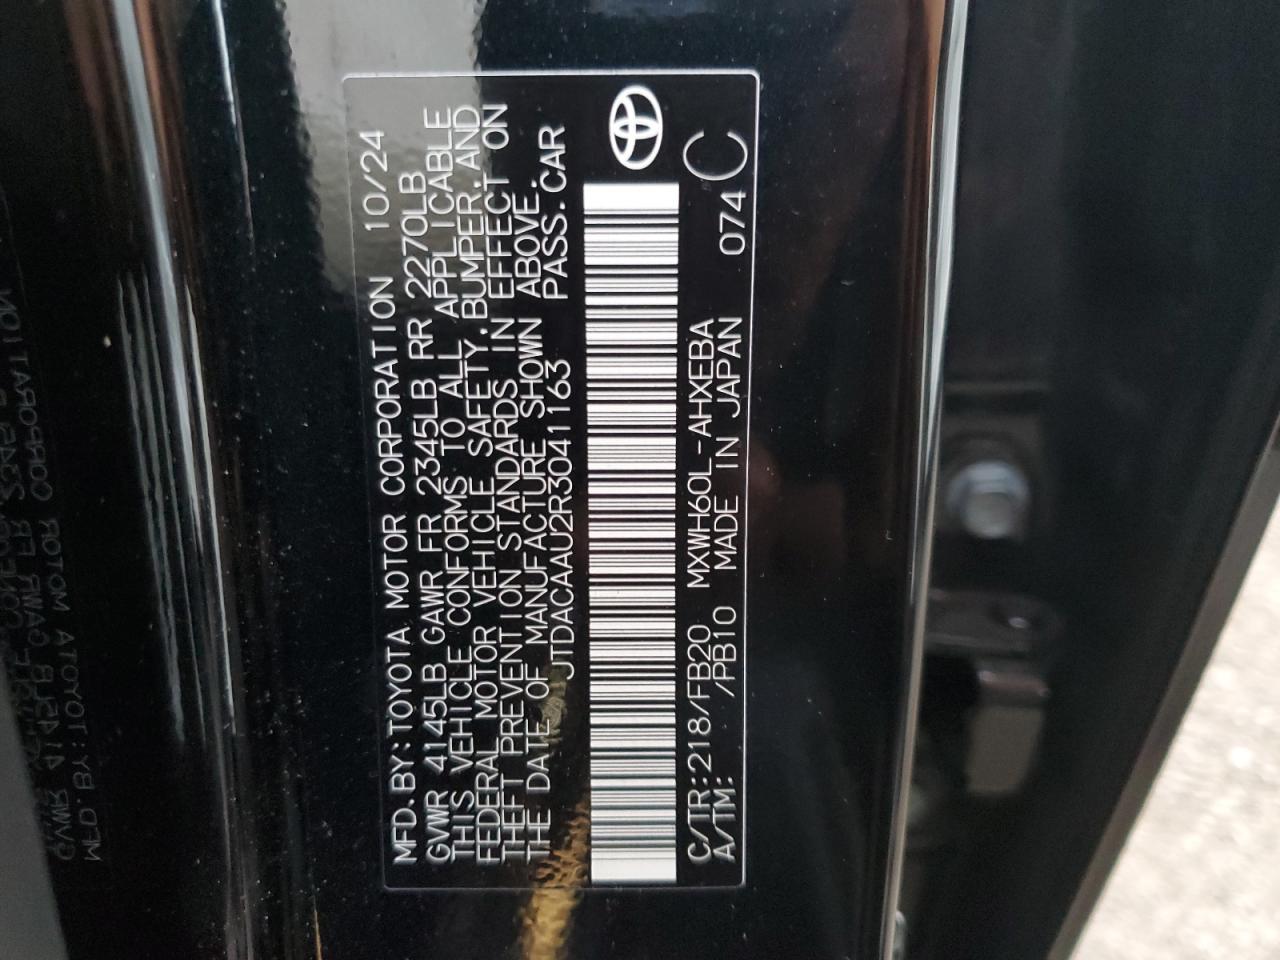 MFD.BY:TOYOTA MOTOR CORPORATION 10/24
GVWR 4145LB GAWR FR 2345LB RR 2270LB
THIS VEHICLE CONFORMS TO ALL APPLICABLE
FEDERAL MOTOR VEHICLE SAFETY,BUMPER,AND
THEFT PREVENTION STANDARDS IN EFFECT ON
THE DATE OF MANUFACTURE SHOWN ABOVE.
JTDACAAU2R3041163 PASS.CAR
C/TR:218/FB20 MXWH60L-AHXEBA
A/TM: /PB10 MADE IN JAPAN 074 C